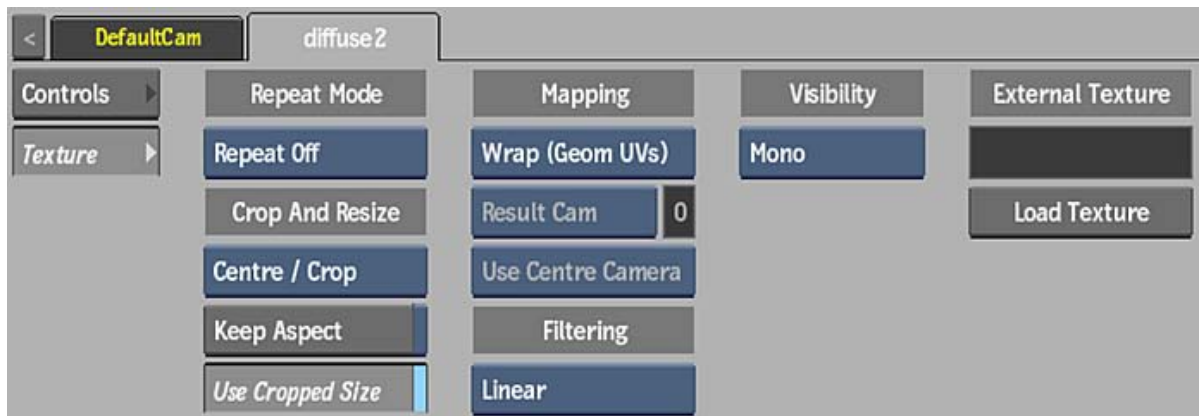 <
DefaultCam
diffuse2
Controls
Texture
Repeat Mode
Repeat Off
Crop And Resize
Centre / Crop
Keep Aspect
Use Cropped Size
Mapping
Wrap (Geom UVs)
Result Cam 0
Use Centre Camera
Filtering
Linear
Visibility
Mono
External Texture
Load Texture